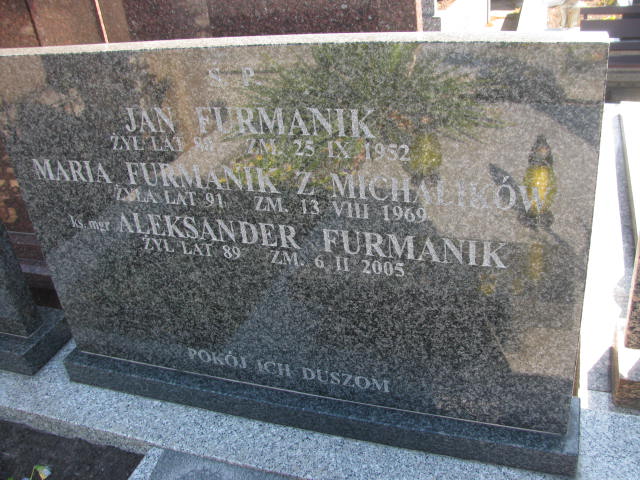 Ś P
JAN FURMANIK
ŻYŁ LAT ZM. 25 IX 1952
MARIA FURMANIK Z MICHALIKÓW
ŻYŁA LAT 91 ZM. 13 VIII 1969
Ks. mgr ALEKSANDER FURMANIK
ŻYŁ LAT 89 ZM. 6 II 2005
POKÓJ ICH DUSZOM